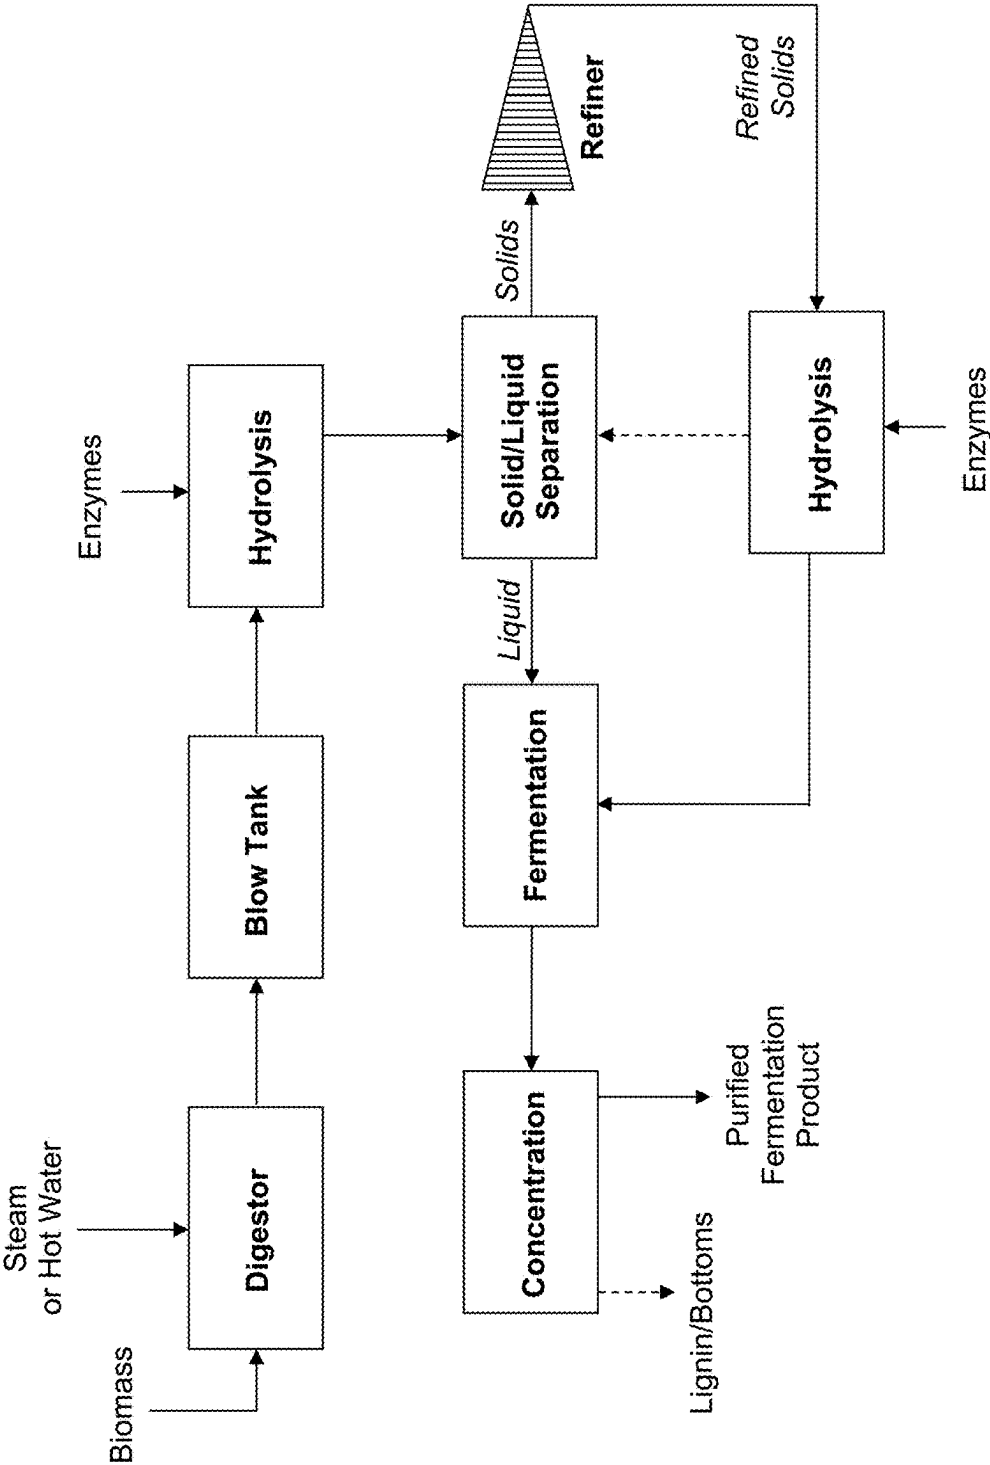 Biomass
Steam
or Hot Water
Digestor
Blow Tank
Enzymes
Hydrolysis
Solid/Liquid
Separation
Solids
Refiner
Refined
Solids
Hydrolysis
Enzymes
Liquid
Fermentation
Concentration
Purified
Fermentation
Product
Lignin/Bottoms